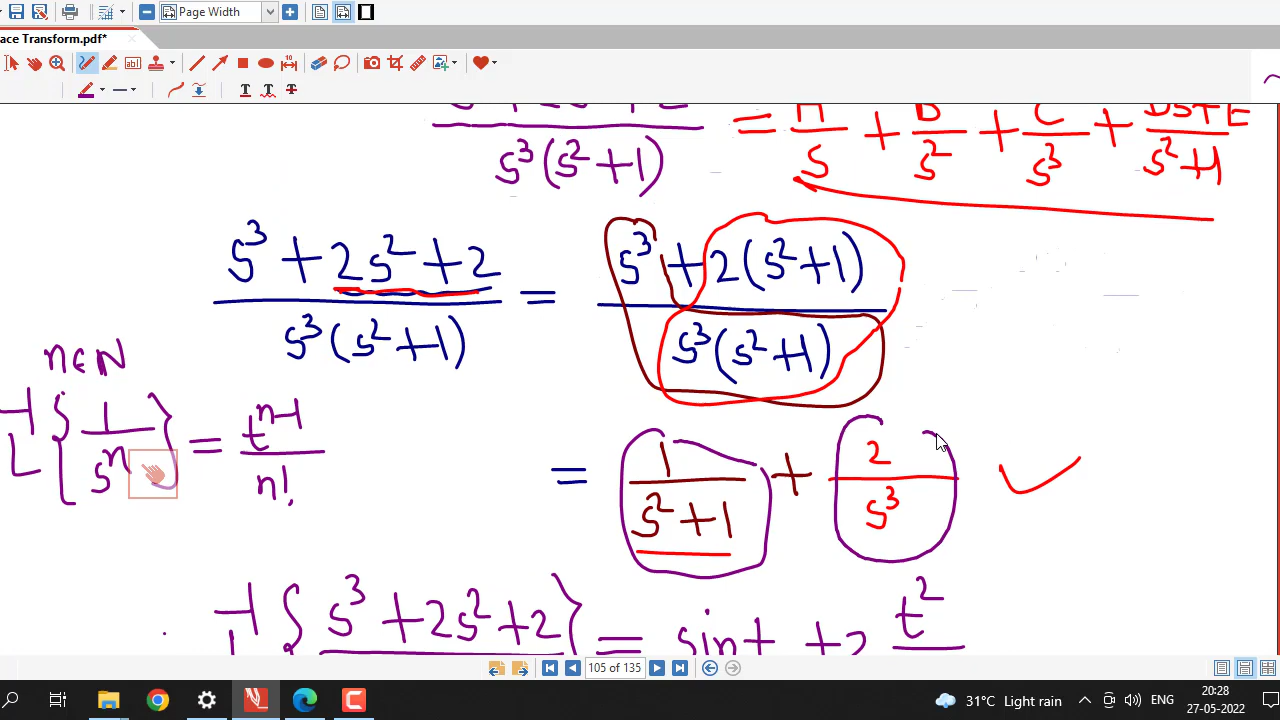 Page Width
ace Transform.pdf*
s³(s²+1)
= A/s + B/s² + C/s³ + Ds+E/s²+1
s³ + 2s² + 2 / s³(s²+1) = s³ + 2(s²+1) / s³(s²+1)
n∈N
L⁻¹{1/sⁿ} = tⁿ⁻¹/n!
= 1/s²+1 + 2/s³
L⁻¹{s³+2s²+2} = sint + 2 t²
105 of 135
31°C Light rain
ENG
20:28
27-05-2022